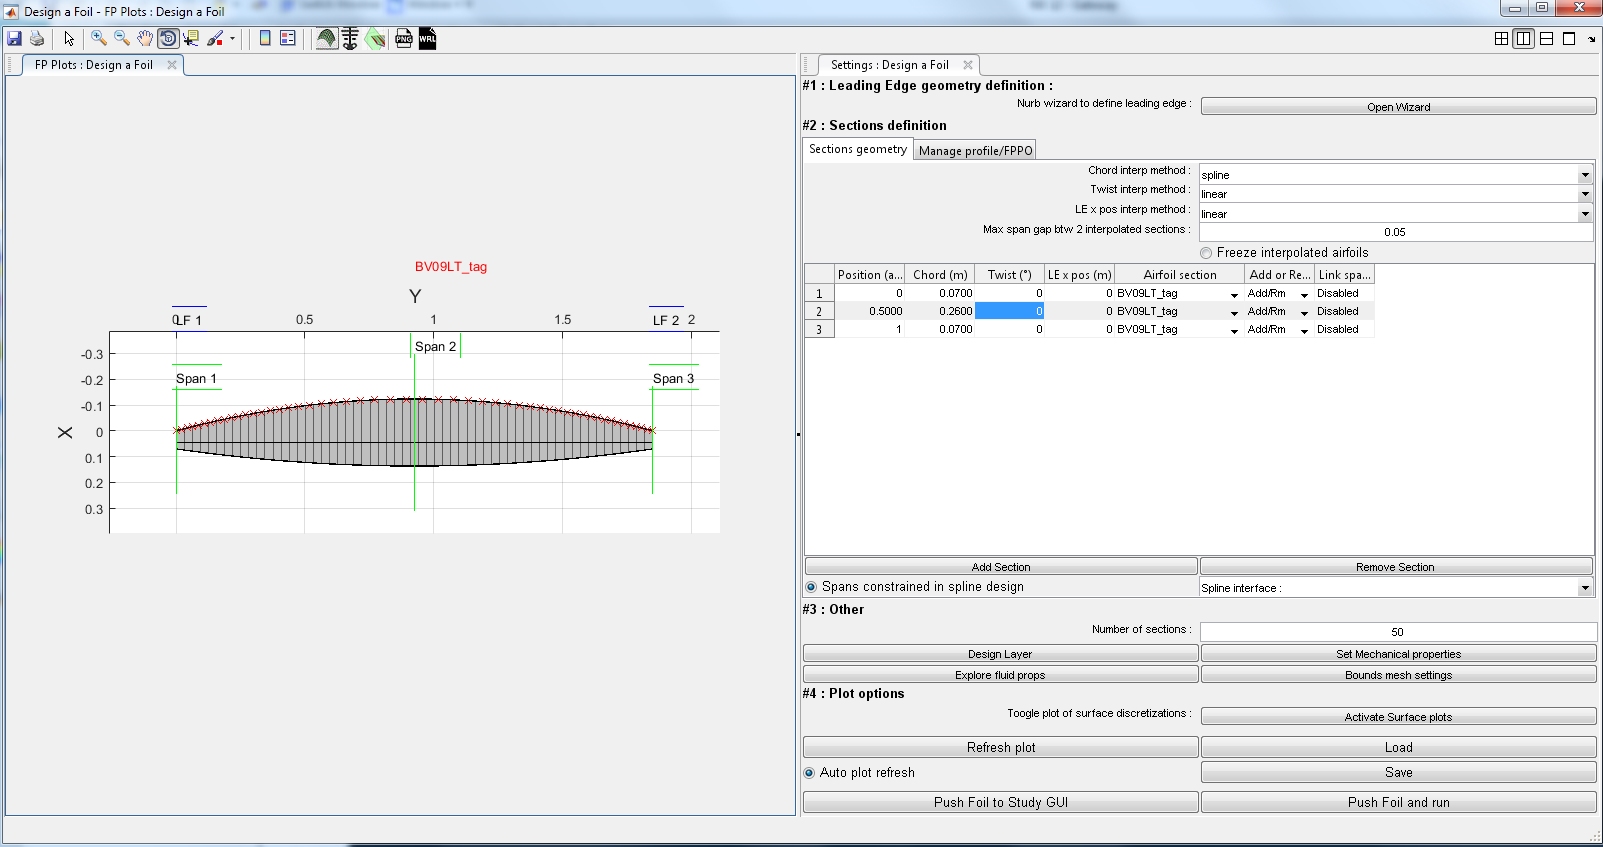 Design a Foil - FP Plots : Design a Foil
PNG
WRL
FP Plots : Design a Foil
BV09LT_tag
Y
0
LF 1
0.5
1
1.5
LF 2
2
Span 2
-0.3
Span 1
Span 3
-0.2
-0.1
X
0
0.1
0.2
0.3
Settings : Design a Foil
#1 : Leading Edge geometry definition :
Nurb wizard to define leading edge :
Open Wizard
#2 : Sections definition
Sections geometry
Manage profile/FPPO
Chord interp method :
spline
Twist interp method :
linear
LE x pos interp method :
linear
Max span gap btw 2 interpolated sections :
0.05
Freeze interpolated airfoils
Position (a... Chord (m) Twist (°) LE x pos (m) Airfoil section Add or Re... Link spa...
1 0 0.0700 0 0 BV09LT_tag Add/Rm Disabled
2 0.5000 0.2600 0 0 BV09LT_tag Add/Rm Disabled
3 1 0.0700 0 0 BV09LT_tag Add/Rm Disabled
Add Section
Remove Section
Spans constrained in spline design
Spline interface :
#3 : Other
Number of sections :
50
Design Layer
Set Mechanical properties
Explore fluid props
Bounds mesh settings
#4 : Plot options
Toogle plot of surface discretizations :
Activate Surface plots
Refresh plot
Load
Auto plot refresh
Save
Push Foil to Study GUI
Push Foil and run